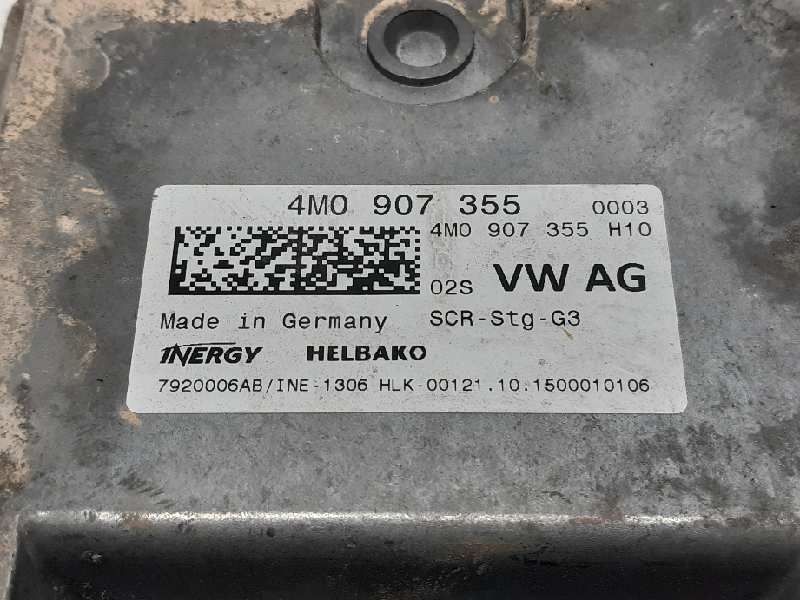 4M0 907 355 0003
4M0 907 355 H10
02S VW AG
Made in Germany SCR-Stg-G3
INERGY HELBAKO
7920006AB/INE-1306 HLK 00121.10.1500010106